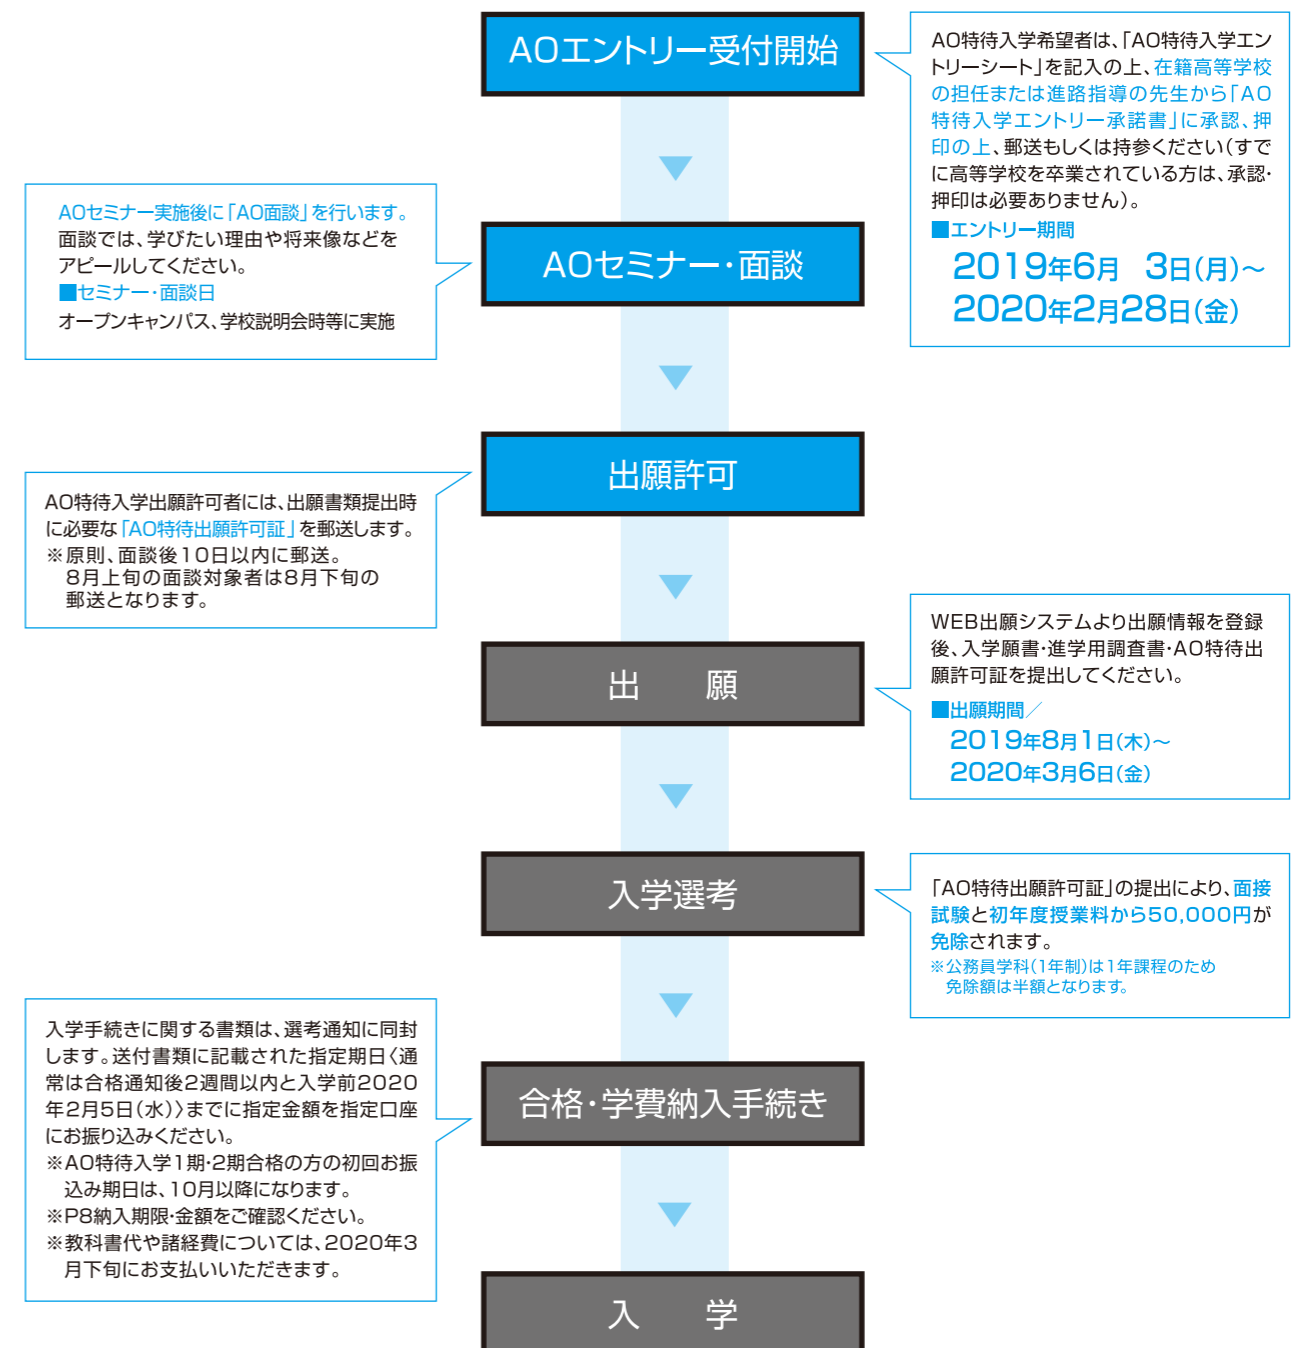 AOエントリー受付開始
AO特待入学希望者は、「AO特待入学エン
トリーシート」を記入の上、在籍高等学校
の担任または進路指導の先生から「AO
特待入学エントリー承諾書」に承認、押
印の上、郵送もしくは持参ください(すで
に高等学校を卒業されている方は、承認・
押印は必要ありません)。
■エントリー期間
2019年6月 3日(月)～
2020年2月28日(金)
AOセミナー実施後に「AO面談」を行います。
面談では、学びたい理由や将来像などを
アピールしてください。
■セミナー・面談日
オープンキャンパス、学校説明会時等に実施
AOセミナー・面談
出願許可
AO特待入学出願許可者には、出願書類提出時
に必要な「AO特待出願許可証」を郵送します。
※原則、面談後10日以内に郵送。
8月上旬の面談対象者は8月下旬の
郵送となります。
出 願
WEB出願システムより出願情報を登録
後、入学願書・進学用調査書・AO特待出
願許可証を提出してください。
■出願期間／
2019年8月1日(木)～
2020年3月6日(金)
入学選考
「AO特待出願許可証」の提出により、面接
試験と初年度授業料から50,000円が
免除されます。
※公務員学科(1年制)は1年課程のため
免除額は半額となります。
入学手続きに関する書類は、選考通知に同封
します。送付書類に記載された指定期日〈通
常は合格通知後2週間以内と入学前2020
年2月5日(水)〉までに指定金額を指定口座
にお振り込みください。
※AO特待入学1期・2期合格の方の初回お振
込み期日は、10月以降になります。
※P8納入期限・金額をご確認ください。
※教科書代や諸経費については、2020年3
月下旬にお支払いいただきます。
合格・学費納入手続き
入 学